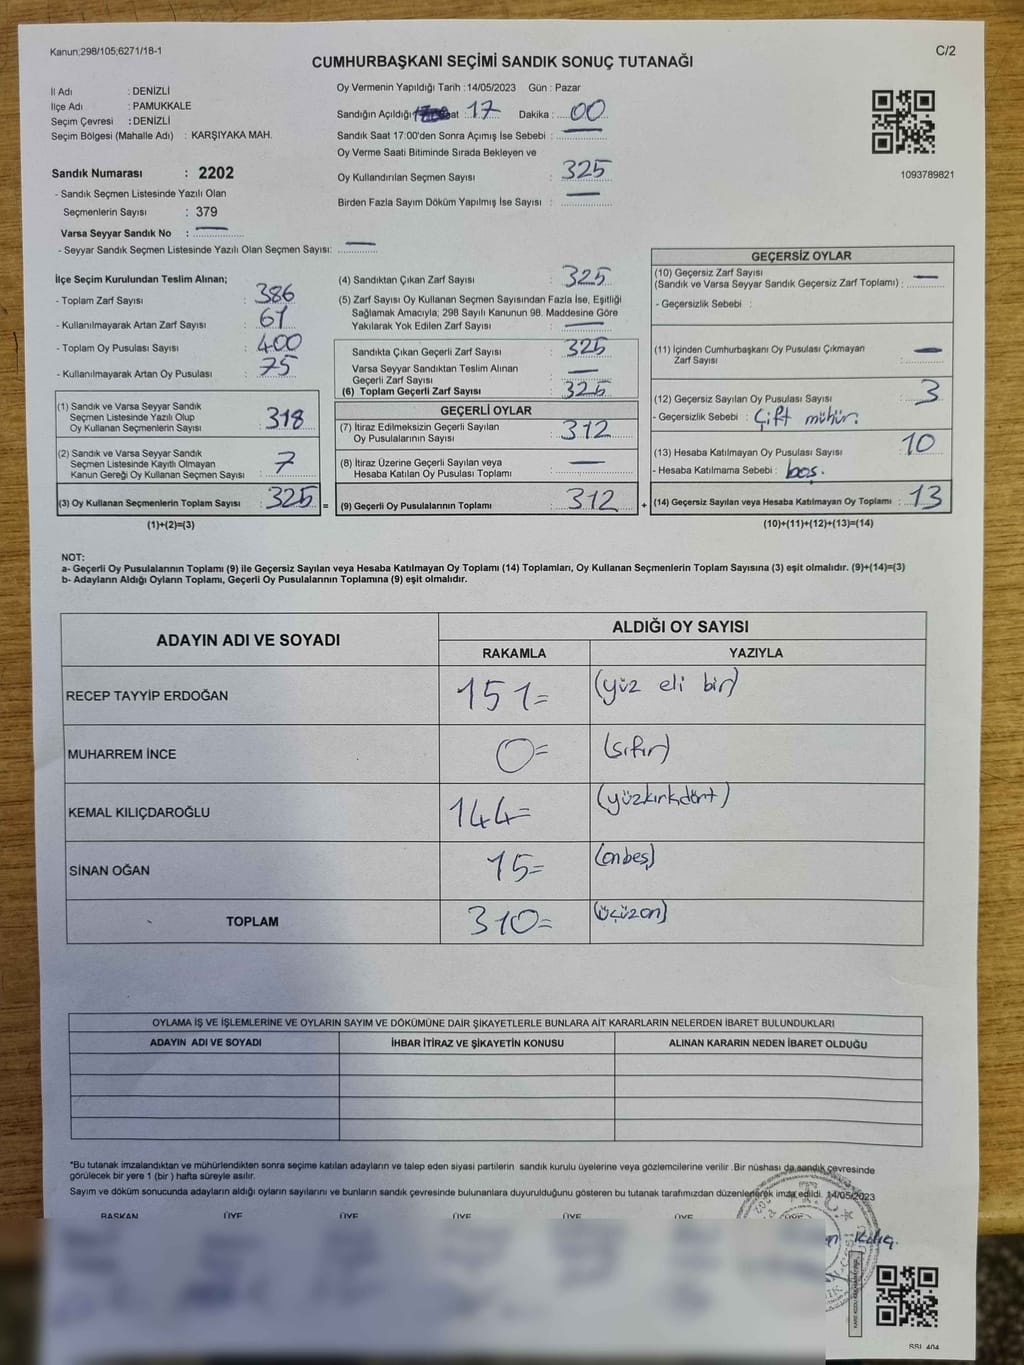 Kanun;298/105;6271/18-1
C/2
CUMHURBAŞKANI SEÇİMİ SANDIK SONUÇ TUTANAĞI
İl Adı : DENİZLİ
İlçe Adı : PAMUKKALE
Seçim Çevresi : DENİZLİ
Seçim Bölgesi (Mahalle Adı) : KARŞIYAKA MAH.
Sandık Numarası : 2202
- Sandık Seçmen Listesinde Yazılı Olan
Seçmenlerin Sayısı : 379
Varsa Seyyar Sandık No : —
- Seyyar Sandık Seçmen Listesinde Yazılı Olan Seçmen Sayısı: —
Oy Vermenin Yapıldığı Tarih : 14/05/2023 Gün : Pazar
Sandığın Açıldığı 17 Dakika : 00
Sandık Saat 17:00'den Sonra Açımış İse Sebebi : —
Oy Verme Saati Bitiminde Sırada Bekleyen ve
Oy Kullandırılan Seçmen Sayısı : 325
Birden Fazla Sayım Döküm Yapılmış İse Sayısı : —
1093789821
İlçe Seçim Kurulundan Teslim Alınan;
- Toplam Zarf Sayısı : 386
- Kullanılmayarak Artan Zarf Sayısı : 61
- Toplam Oy Pusulası Sayısı : 400
- Kullanılmayarak Artan Oy Pusulası : 75
(1) Sandık ve Varsa Seyyar Sandık
Seçmen Listesinde Yazılı Olup
Oy Kullanan Seçmenlerin Sayısı : 318
(2) Sandık ve Varsa Seyyar Sandık
Seçmen Listesinde Kayıtlı Olmayan
Kanun Gereği Oy Kullanan Seçmen Sayısı : 7
(3) Oy Kullanan Seçmenlerin Toplam Sayısı : 325 =
(1)+(2)=(3)
(4) Sandıktan Çıkan Zarf Sayısı : 325
(5) Zarf Sayısı Oy Kullanan Seçmen Sayısından Fazla İse, Eşitliği
Sağlamak Amacıyla; 298 Sayılı Kanunun 98. Maddesine Göre
Yakılarak Yok Edilen Zarf Sayısı : —
Sandıkta Çıkan Geçerli Zarf Sayısı : 325
Varsa Seyyar Sandıktan Teslim Alınan
Geçerli Zarf Sayısı : —
(6) Toplam Geçerli Zarf Sayısı : 325
GEÇERLİ OYLAR
(7) İtiraz Edilmeksizin Geçerli Sayılan
Oy Pusulalarının Sayısı : 312
(8) İtiraz Üzerine Geçerli Sayılan veya
Hesaba Katılan Oy Pusulası Toplamı : —
(9) Geçerli Oy Pusulalarının Toplamı : 312 +
GEÇERSİZ OYLAR
(10) Geçersiz Zarf Sayısı
(Sandık ve Varsa Seyyar Sandık Geçersiz Zarf Toplamı) : —
- Geçersizlik Sebebi :
(11) İçinden Cumhurbaşkanı Oy Pusulası Çıkmayan
Zarf Sayısı : —
(12) Geçersiz Sayılan Oy Pusulası Sayısı : 3
- Geçersizlik Sebebi : Çift mühür.
(13) Hesaba Katılmayan Oy Pusulası Sayısı : 10
- Hesaba Katılmama Sebebi : boş.
(14) Geçersiz Sayılan veya Hesaba Katılmayan Oy Toplamı : 13
(10)+(11)+(12)+(13)=(14)
NOT:
a- Geçerli Oy Pusulalarının Toplamı (9) ile Geçersiz Sayılan veya Hesaba Katılmayan Oy Toplamı (14) Toplamları, Oy Kullanan Seçmenlerin Toplam Sayısına (3) eşit olmalıdır. (9)+(14)=(3)
b- Adayların Aldığı Oyların Toplamı, Geçerli Oy Pusulalarının Toplamına (9) eşit olmalıdır.
ADAYIN ADI VE SOYADI ALDIĞI OY SAYISI
RAKAMLA YAZIYLA
RECEP TAYYİP ERDOĞAN 151= (yüz eli bir)
MUHARREM İNCE 0= (sıfır)
KEMAL KILIÇDAROĞLU 144= (yüzkırkdört)
SİNAN OĞAN 15= (onbeş)
TOPLAM 310= (üçüzon)
OYLAMA İŞ VE İŞLEMLERİNE VE OYLARIN SAYIM VE DÖKÜMÜNE DAİR ŞİKAYETLERLE BUNLARA AİT KARARLARIN NELERDEN İBARET BULUNDUKLARI
ADAYIN ADI VE SOYADI İHBAR İTİRAZ VE ŞİKAYETİN KONUSU ALINAN KARARIN NEDEN İBARET OLDUĞU
*Bu tutanak imzalandıktan ve mühürlendikten sonra seçime katılan adayların ve talep eden siyasi partilerin sandık kurulu üyelerine veya gözlemcilerine verilir .Bir nüshası da sandık çevresinde
görülecek bir yere 1 (bir ) hafta süreyle asılır.
Sayım ve döküm sonucunda adayların aldığı oyların sayılarını ve bunların sandık çevresinde bulunanlara duyurulduğunu gösteren bu tutanak tarafımızdan düzenlenerek imza edildi. 14/05/2023
BAŞKAN ÜYE ÜYE ÜYE ÜYE ÜYE ÜYE
T.C.